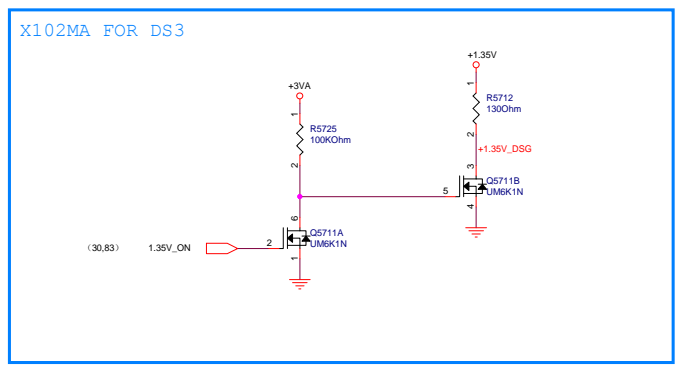 X102MA FOR DS3
+1.35V
1
R5712
130Ohm
2
+1.35V_DSG
+3VA
1
R5725
100KOhm
2
3
5
Q5711B
UM6K1N
4
6
Q5711A
UM6K1N
2
1
（30,83） 1.35V_ON